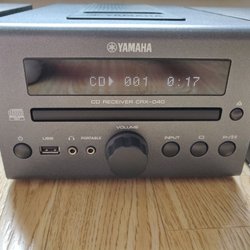 YAMAHA
CD 001 0:17
CD RECEIVER CRX-040
VOLUME
USB PORTABLE INPUT